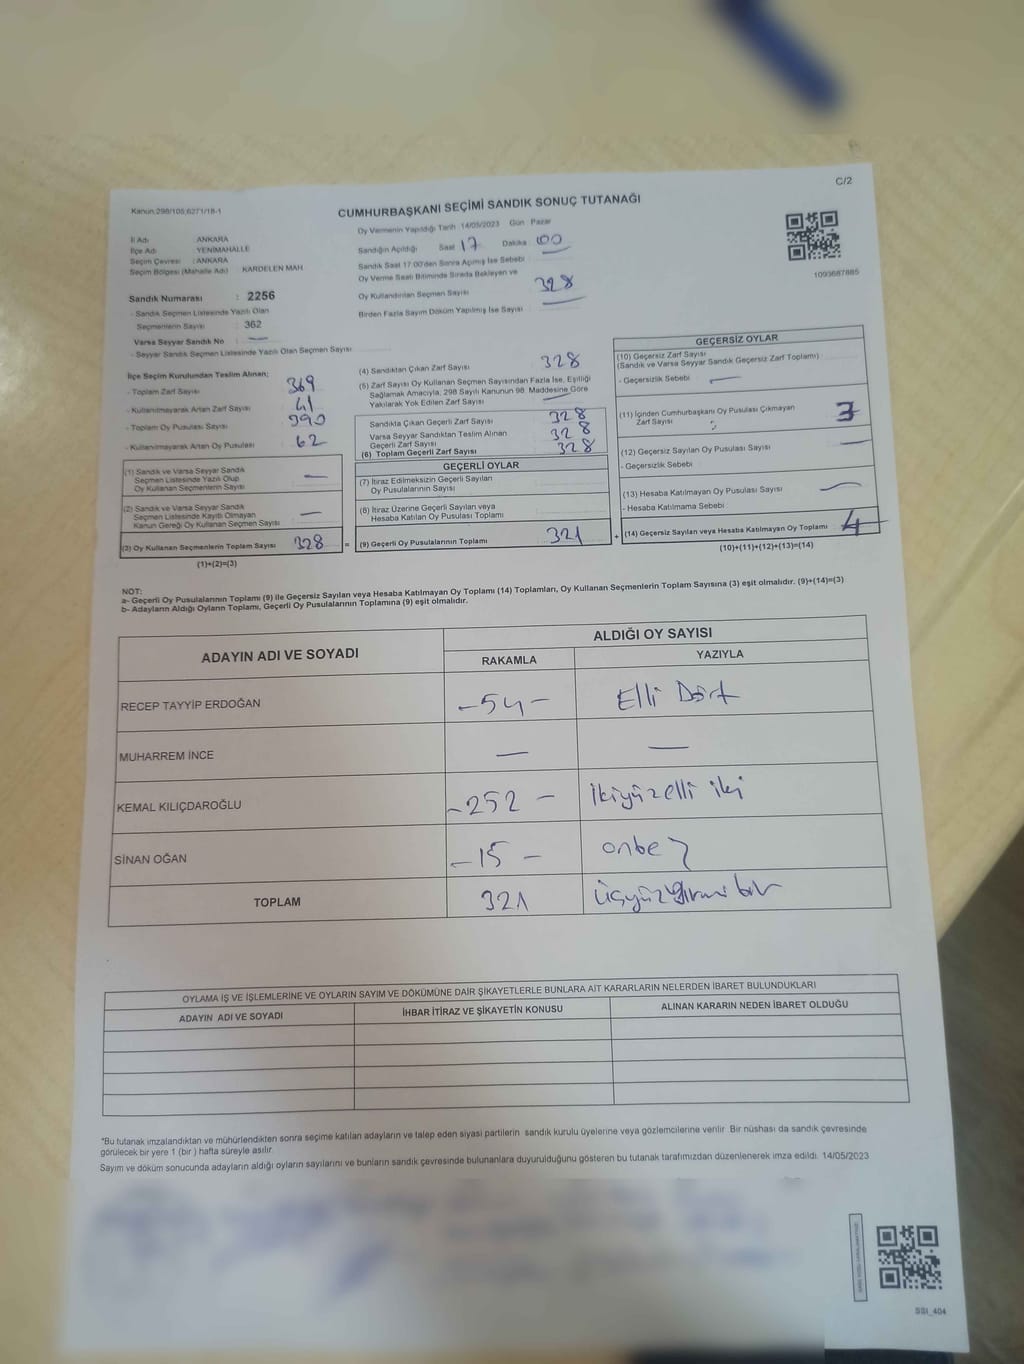 C/2
Kanun:298/105;6271/18-1
CUMHURBAŞKANI SEÇİMİ SANDIK SONUÇ TUTANAĞI
Oy Vermenin Yapıldığı Tarih :14/05/2023 Gün : Pazar
İl Adı : ANKARA
İlçe Adı : YENİMAHALLE
Seçim Çevresi : ANKARA
Seçim Bölgesi (Mahalle Adı) : KARDELEN MAH.
Sandığın Açıldığı Saat 17 Dakika : 00
Sandık Saat 17.00'den Sonra Açımış İse Sebebi
Oy Verme Saati Bitiminde Sırada Bekleyen ve
Oy Kullandırılan Seçmen Sayısı 328
Birden Fazla Sayım Döküm Yapılmış İse Sayısı
1093687885
Sandık Numarası : 2256
- Sandık Seçmen Listesinde Yazılı Olan
Seçmenlerin Sayısı : 362
Varsa Seyyar Sandık No : —
- Seyyar Sandık Seçmen Listesinde Yazılı Olan Seçmen Sayısı
İlçe Seçim Kurulundan Teslim Alınan;
- Toplam Zarf Sayısı 369
- Kullanılmayarak Artan Zarf Sayısı 41
- Toplam Oy Pusulası Sayısı 390
- Kullanılmayarak Artan Oy Pusulası 62
(1) Sandık ve Varsa Seyyar Sandık
Seçmen Listesinde Yazılı Olup
Oy Kullanan Seçmenlerin Sayısı —
(2) Sandık ve Varsa Seyyar Sandık
Seçmen Listesinde Kayıtlı Olmayan
Kanun Gereği Oy Kullanan Seçmen Sayısı —
(3) Oy Kullanan Seçmenlerin Toplam Sayısı 328 =
(1)+(2)=(3)
(4) Sandıktan Çıkan Zarf Sayısı 328
(5) Zarf Sayısı Oy Kullanan Seçmen Sayısından Fazla İse, Eşitliği
Sağlamak Amacıyla, 298 Sayılı Kanunun 98. Maddesine Göre
Yakılarak Yok Edilen Zarf Sayısı —
Sandıkta Çıkan Geçerli Zarf Sayısı 328
Varsa Seyyar Sandıktan Teslim Alınan
Geçerli Zarf Sayısı 328
(6) Toplam Geçerli Zarf Sayısı 328
GEÇERLİ OYLAR
(7) İtiraz Edilmeksizin Geçerli Sayılan
Oy Pusulalarının Sayısı
(8) İtiraz Üzerine Geçerli Sayılan veya
Hesaba Katılan Oy Pusulası Toplamı
(9) Geçerli Oy Pusulalarının Toplamı 321 +
GEÇERSİZ OYLAR
(10) Geçersiz Zarf Sayısı
(Sandık ve Varsa Seyyar Sandık Geçersiz Zarf Toplamı)
- Geçersizlik Sebebi : —
(11) İçinden Cumhurbaşkanı Oy Pusulası Çıkmayan
Zarf Sayısı 3
(12) Geçersiz Sayılan Oy Pusulası Sayısı —
- Geçersizlik Sebebi
(13) Hesaba Katılmayan Oy Pusulası Sayısı —
- Hesaba Katılmama Sebebi
(14) Geçersiz Sayılan veya Hesaba Katılmayan Oy Toplamı 4
(10)+(11)+(12)+(13)=(14)
NOT:
a- Geçerli Oy Pusulalarının Toplamı (9) ile Geçersiz Sayılan veya Hesaba Katılmayan Oy Toplamı (14) Toplamları, Oy Kullanan Seçmenlerin Toplam Sayısına (3) eşit olmalıdır. (9)+(14)=(3)
b- Adayların Aldığı Oyların Toplamı, Geçerli Oy Pusulalarının Toplamına (9) eşit olmalıdır.
ADAYIN ADI VE SOYADI ALDIĞI OY SAYISI
RAKAMLA YAZIYLA
RECEP TAYYİP ERDOĞAN -54- Elli Dört
MUHARREM İNCE — —
KEMAL KILIÇDAROĞLU -252- ikiyüzelli iki
SİNAN OĞAN -15- onbeş
TOPLAM 321 üçyüzyirmi bir
OYLAMA İŞ VE İŞLEMLERİNE VE OYLARIN SAYIM VE DÖKÜMÜNE DAİR ŞİKAYETLERLE BUNLARA AİT KARARLARIN NELERDEN İBARET BULUNDUKLARI
ADAYIN ADI VE SOYADI İHBAR İTİRAZ VE ŞİKAYETİN KONUSU ALINAN KARARIN NEDEN İBARET OLDUĞU
*Bu tutanak imzalandıktan ve mühürlendikten sonra seçime katılan adayların ve talep eden siyasi partilerin sandık kurulu üyelerine veya gözlemcilerine verilir. Bir nüshası da sandık çevresinde
görülecek bir yere 1 (bir ) hafta süreyle asılır.
Sayım ve döküm sonucunda adayların aldığı oyların sayılarını ve bunların sandık çevresinde bulunanlara duyurulduğunu gösteren bu tutanak tarafımızdan düzenlenerek imza edildi. 14/05/2023
SSI_404